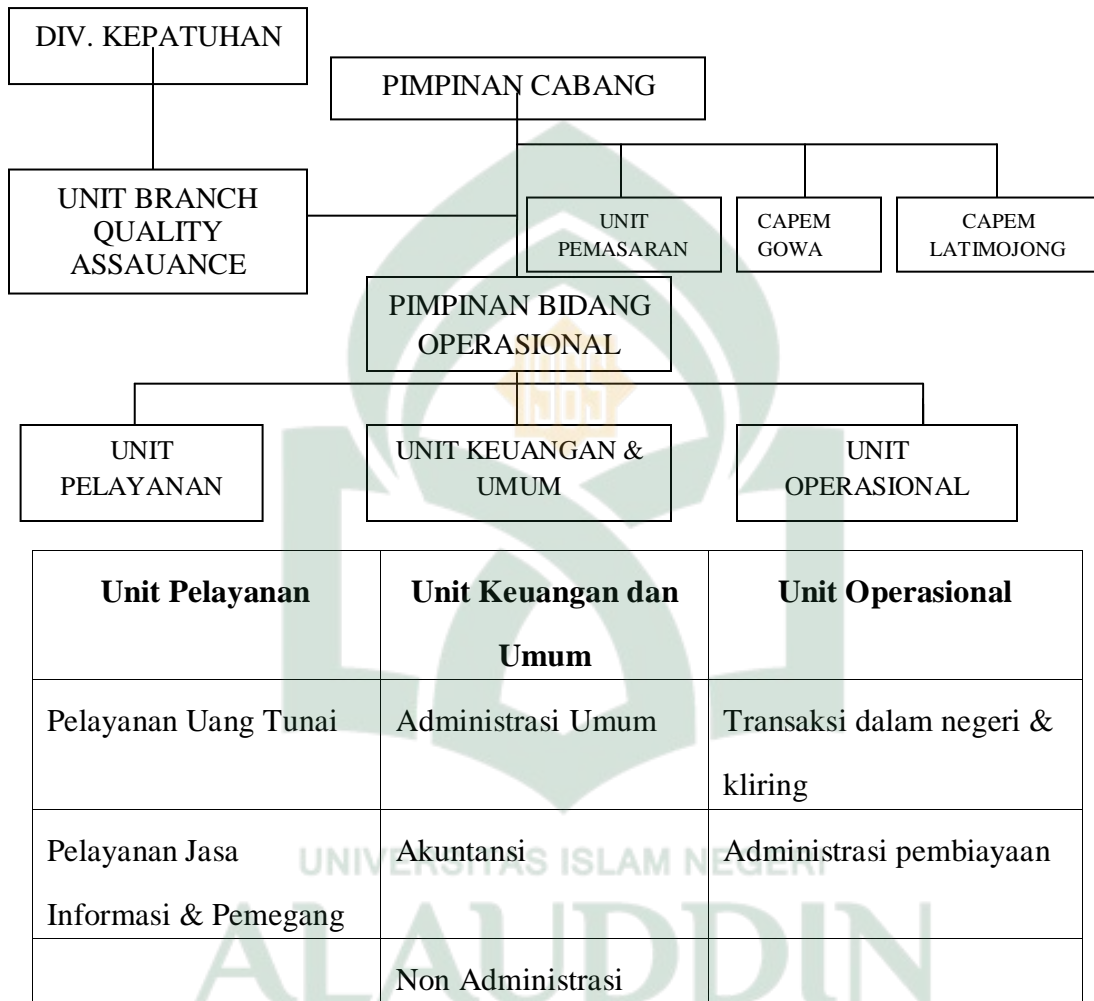 DIV. KEPATUHAN
PIMPINAN CABANG
UNIT BRANCH
QUALITY
ASSAUANCE
UNIT
PEMASARAN
CAPEM
GOWA
CAPEM
LATIMOJONG
PIMPINAN BIDANG
OPERASIONAL
UNIT
PELAYANAN
UNIT KEUANGAN &
UMUM
UNIT
OPERASIONAL
Unit Pelayanan
Unit Keuangan dan
Umum
Unit Operasional
Pelayanan Uang Tunai
Administrasi Umum
Transaksi dalam negeri &
kliring
Pelayanan Jasa
Informasi & Pemegang
Akuntansi
Administrasi pembiayaan
Non Administrasi
UNIVERSITAS ISLAM NEGERI
ALAUDDIN